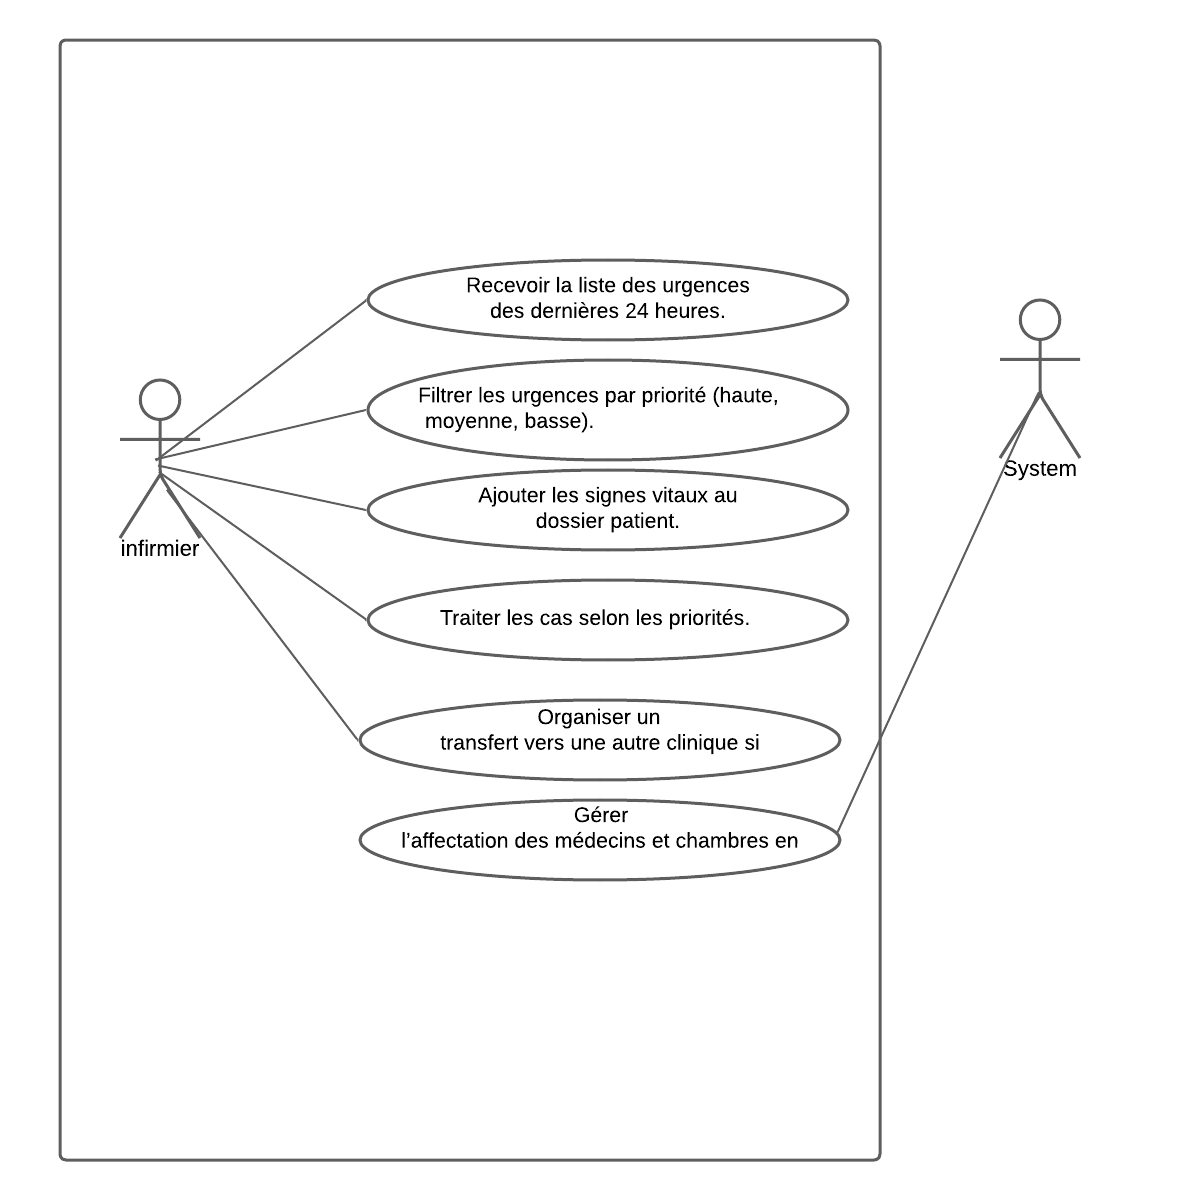 Recevoir la liste des urgences
des dernières 24 heures.
Filtrer les urgences par priorité (haute,
moyenne, basse).
Ajouter les signes vitaux au
dossier patient.
Traiter les cas selon les priorités.
Organiser un
transfert vers une autre clinique si
Gérer
l’affectation des médecins et chambres en
infirmier
System